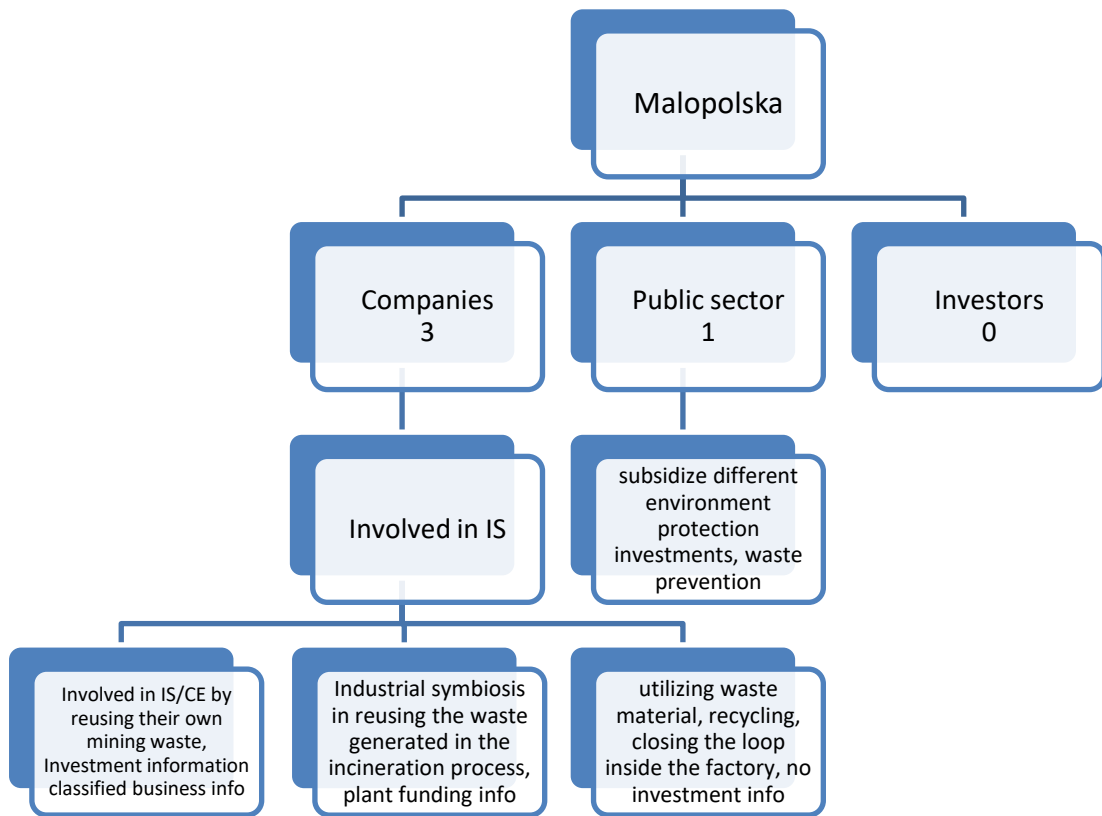 Malopolska
Companies
3
Public sector
1
Investors
0
Involved in IS
subsidize different
environment
protection
investments, waste
prevention
Involved in IS/CE by
reusing their own
mining waste,
Investment information
classified business info
Industrial symbiosis
in reusing the waste
generated in the
incineration process,
plant funding info
utilizing waste
material, recycling,
closing the loop
inside the factory, no
investment info